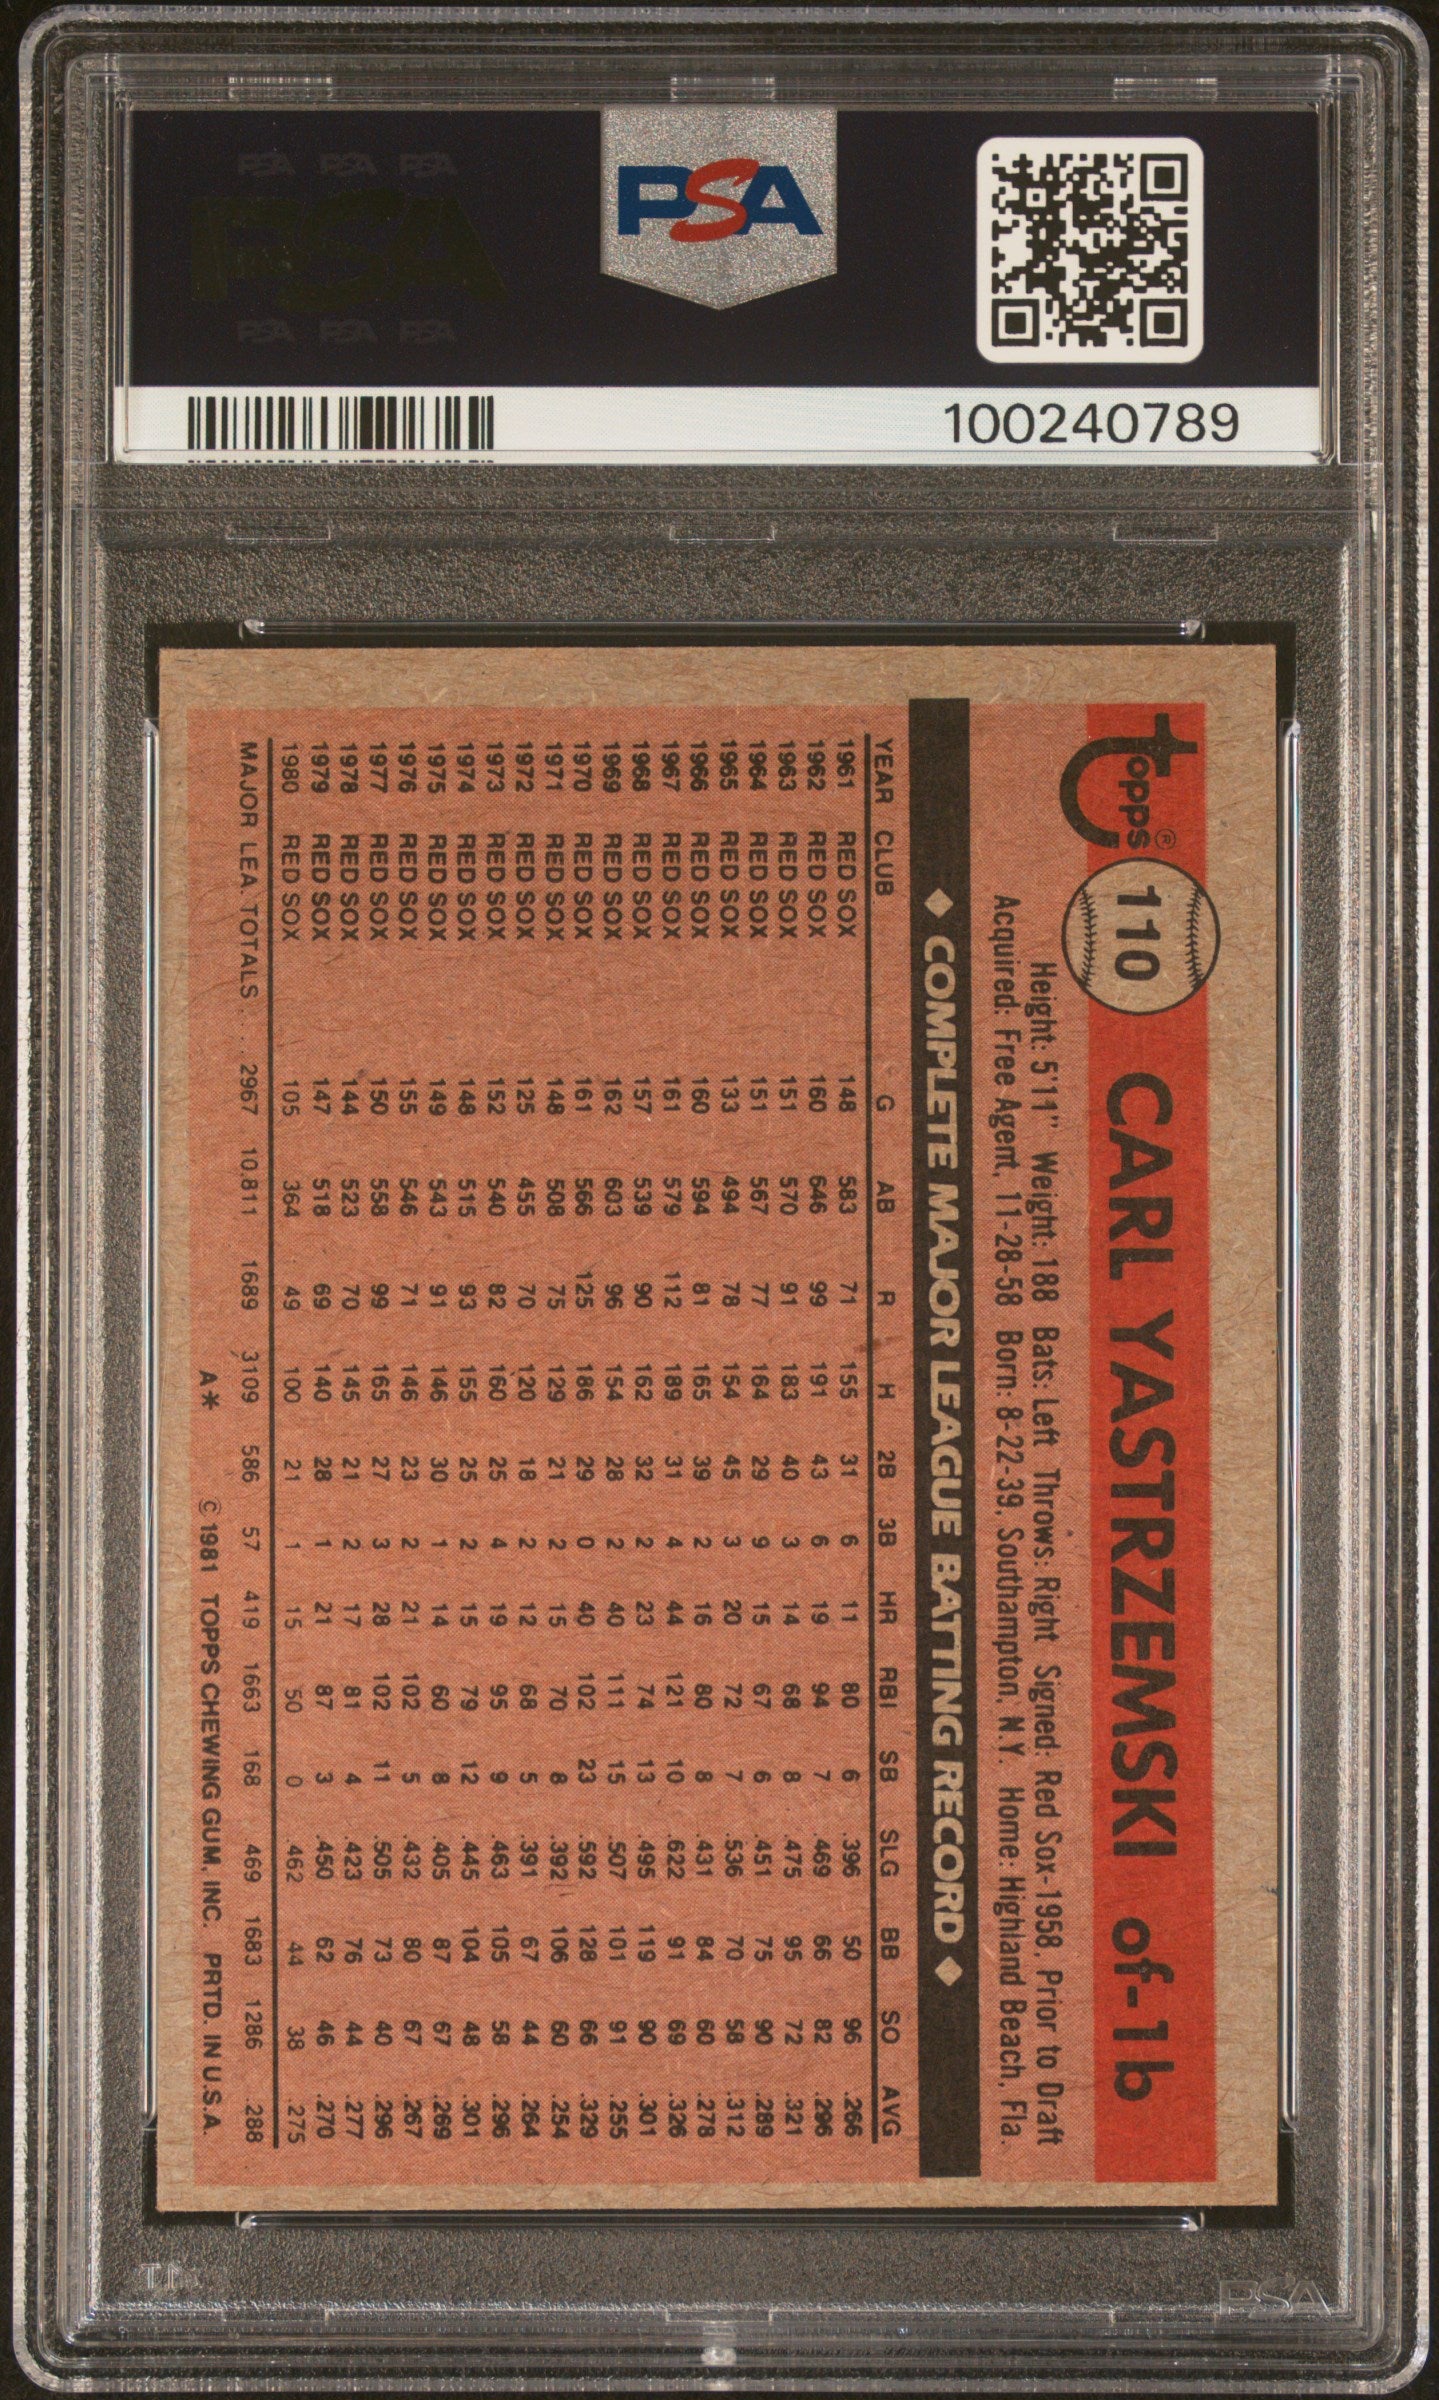 PSA PSA PSA
PSA
PSA PSA PSA
PSA
100240789
topps®
110
CARL YASTRZEMSKI of-1b
Height: 5'11" Weight: 188 Bats: Left Throws: Right Signed: Red Sox-1958, Prior to Draft
Acquired: Free Agent, 11-28-58 Born: 8-22-39, Southampton, N.Y. Home: Highland Beach, Fla.
◆ COMPLETE MAJOR LEAGUE BATTING RECORD ◆
YEAR CLUB G AB R H 2B 3B HR RBI SB SLG BB SO AVG
1961 RED SOX 148 583 71 155 31 6 11 80 6 .396 50 96 .266
1962 RED SOX 160 646 99 191 43 6 19 94 7 .469 66 82 .296
1963 RED SOX 151 570 91 183 40 3 14 68 8 .475 95 72 .321
1964 RED SOX 151 567 77 164 29 9 15 67 6 .451 75 90 .289
1965 RED SOX 133 494 78 154 45 3 20 72 7 .536 70 58 .312
1966 RED SOX 160 594 81 165 39 2 16 80 8 .431 84 60 .278
1967 RED SOX 161 579 112 189 31 4 44 121 10 .622 91 69 .326
1968 RED SOX 157 539 90 162 32 2 23 74 13 .495 119 90 .301
1969 RED SOX 162 603 96 154 28 2 40 111 15 .507 101 91 .255
1970 RED SOX 161 566 125 186 29 0 40 102 23 .592 128 66 .329
1971 RED SOX 148 508 75 129 21 2 15 70 8 .392 106 60 .254
1972 RED SOX 125 455 70 120 18 2 12 68 5 .391 67 44 .264
1973 RED SOX 152 540 82 160 25 4 19 95 9 .463 105 58 .296
1974 RED SOX 148 515 93 155 25 2 15 79 12 .445 104 48 .301
1975 RED SOX 149 543 91 146 30 1 14 60 8 .405 87 67 .269
1976 RED SOX 155 546 71 146 23 2 21 102 5 .432 80 67 .267
1977 RED SOX 150 558 99 165 27 3 28 102 11 .505 73 40 .296
1978 RED SOX 144 523 70 145 21 2 17 81 4 .423 76 44 .277
1979 RED SOX 147 518 69 140 28 1 21 87 3 .450 62 46 .270
1980 RED SOX 105 364 49 100 21 1 15 50 0 .462 44 38 .275
MAJOR LEA. TOTALS . . . 2967 10,811 1689 3109 586 57 419 1663 168 .469 1683 1286 .288
A* © 1981 TOPPS CHEWING GUM, INC. PRTD. IN U.S.A.
PSA